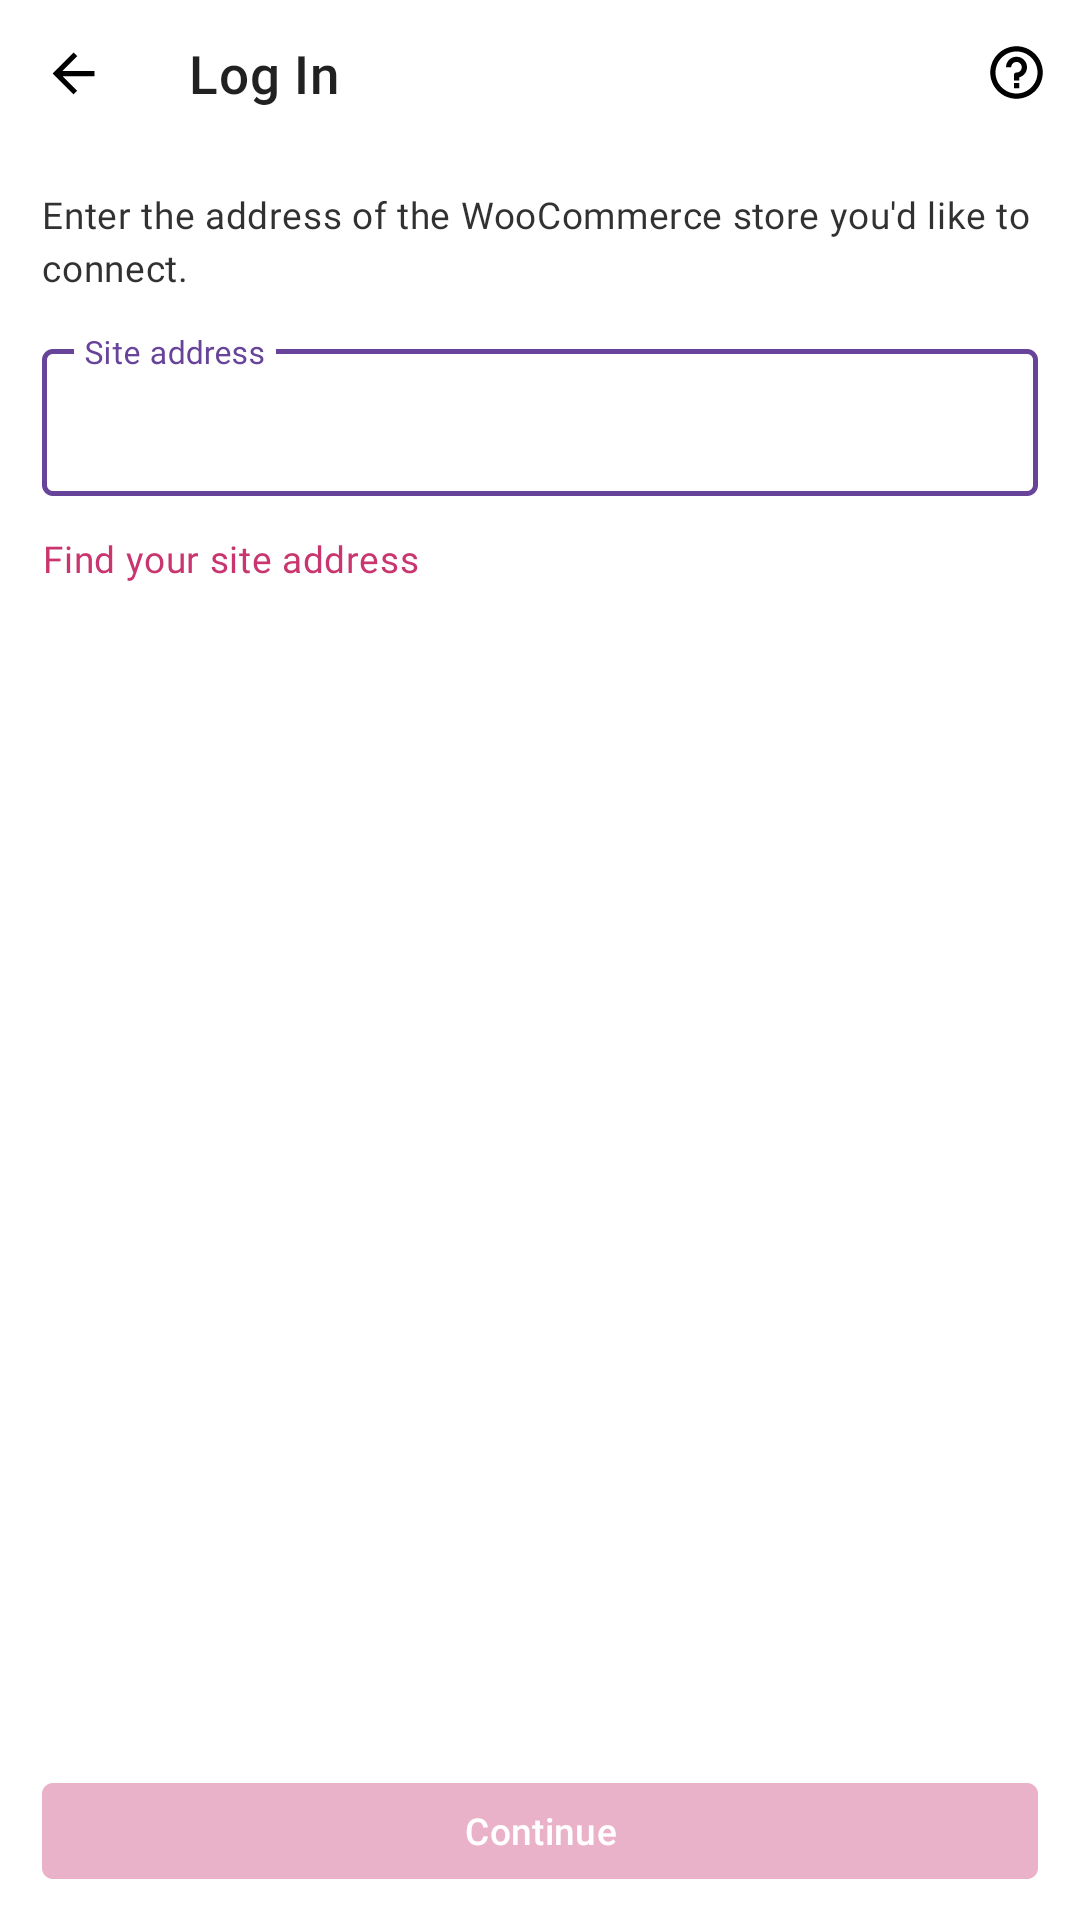 Log In
Enter the address of the WooCommerce store you'd like to
connect.
Site address
Find your site address
Continue